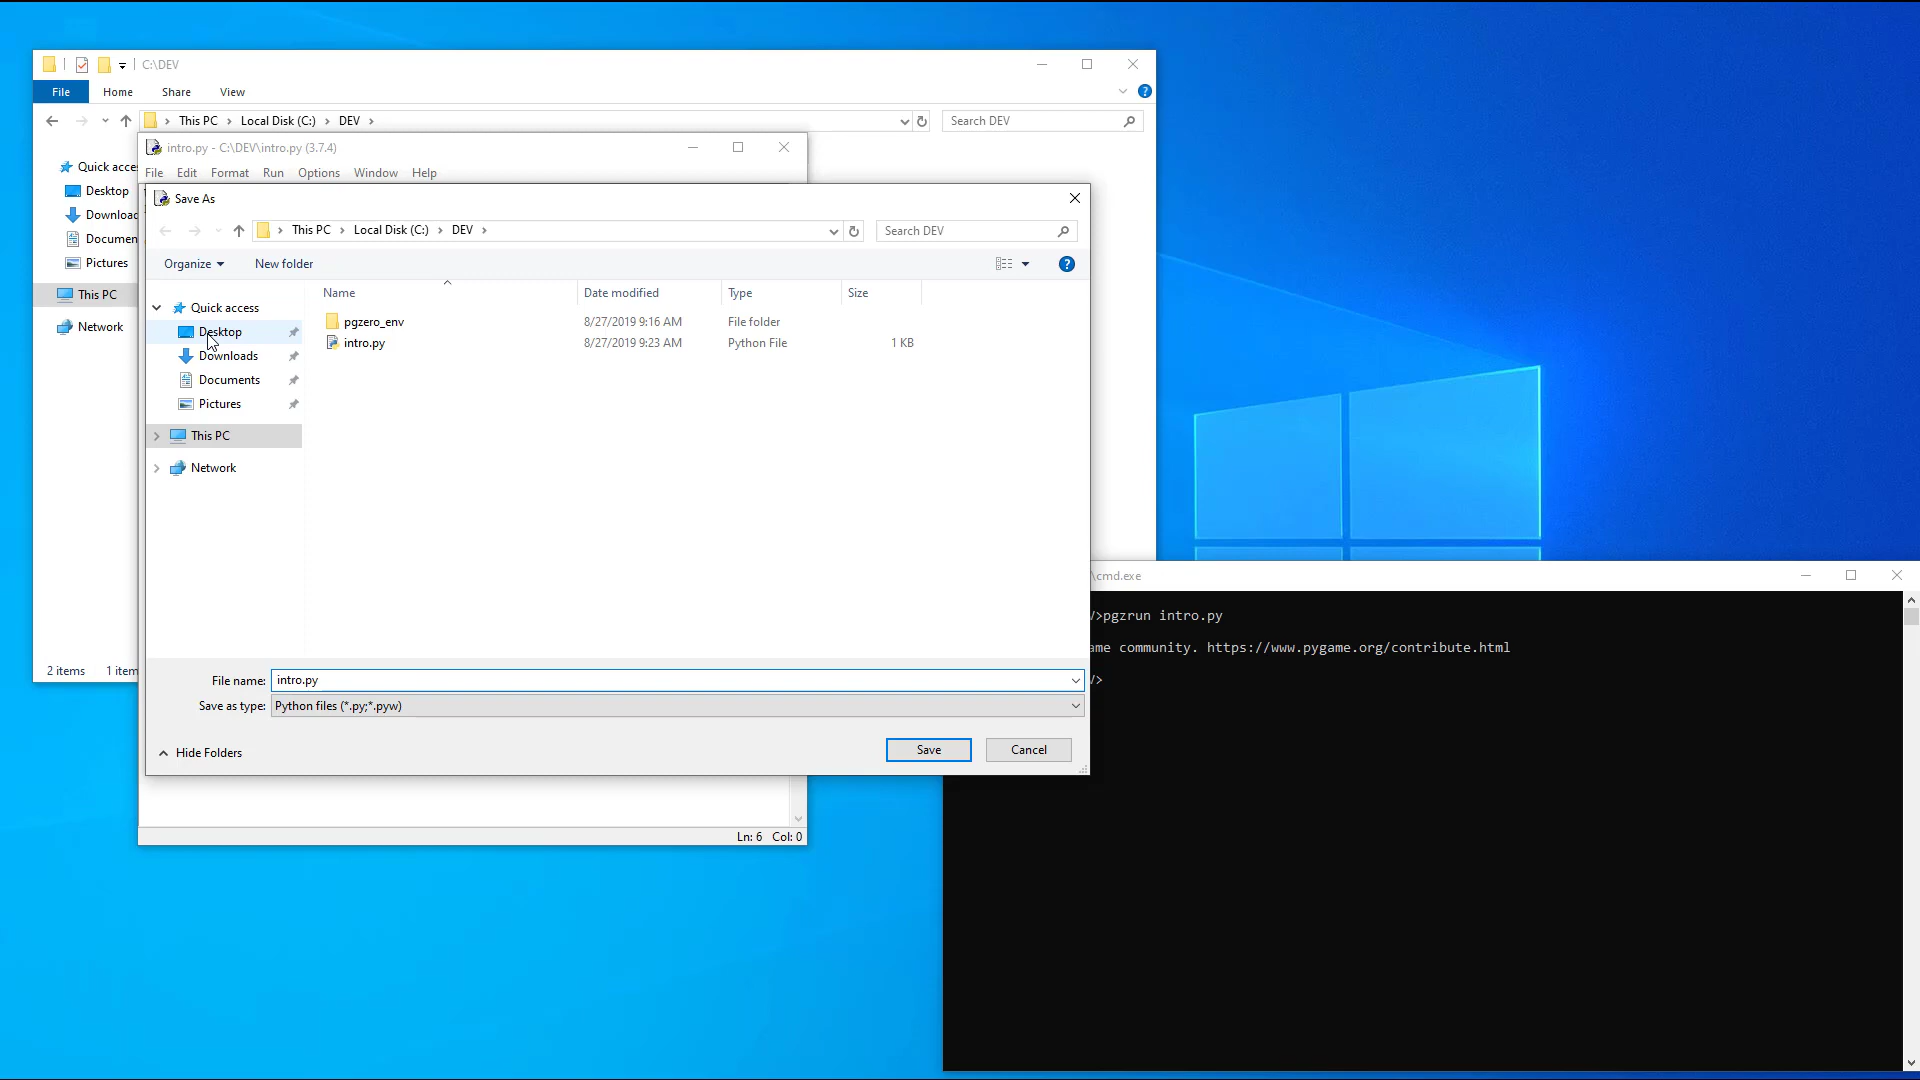 C:\DEV
File Home Share View
This PC Local Disk (C:) DEV
Search DEV
intro.py - C:\DEV\intro.py (3.7.4)
File Edit Format Run Options Window Help
Quick acce
Desktop
Downloac
Documen
Pictures
This PC
Network
2 items 1 item
Save As
This PC Local Disk (C:) DEV
Search DEV
Organize New folder
Name Date modified Type Size
Quick access
Desktop
Downloads
Documents
Pictures
This PC
Network
pgzero_env 8/27/2019 9:16 AM File folder
intro.py 8/27/2019 9:23 AM Python File 1 KB
File name: intro.py
Save as type: Python files (*.py;*.pyw)
Hide Folders
Save Cancel
Ln: 6 Col: 0
\cmd.exe
>pgzrun intro.py
ame community. https://www.pygame.org/contribute.html
>